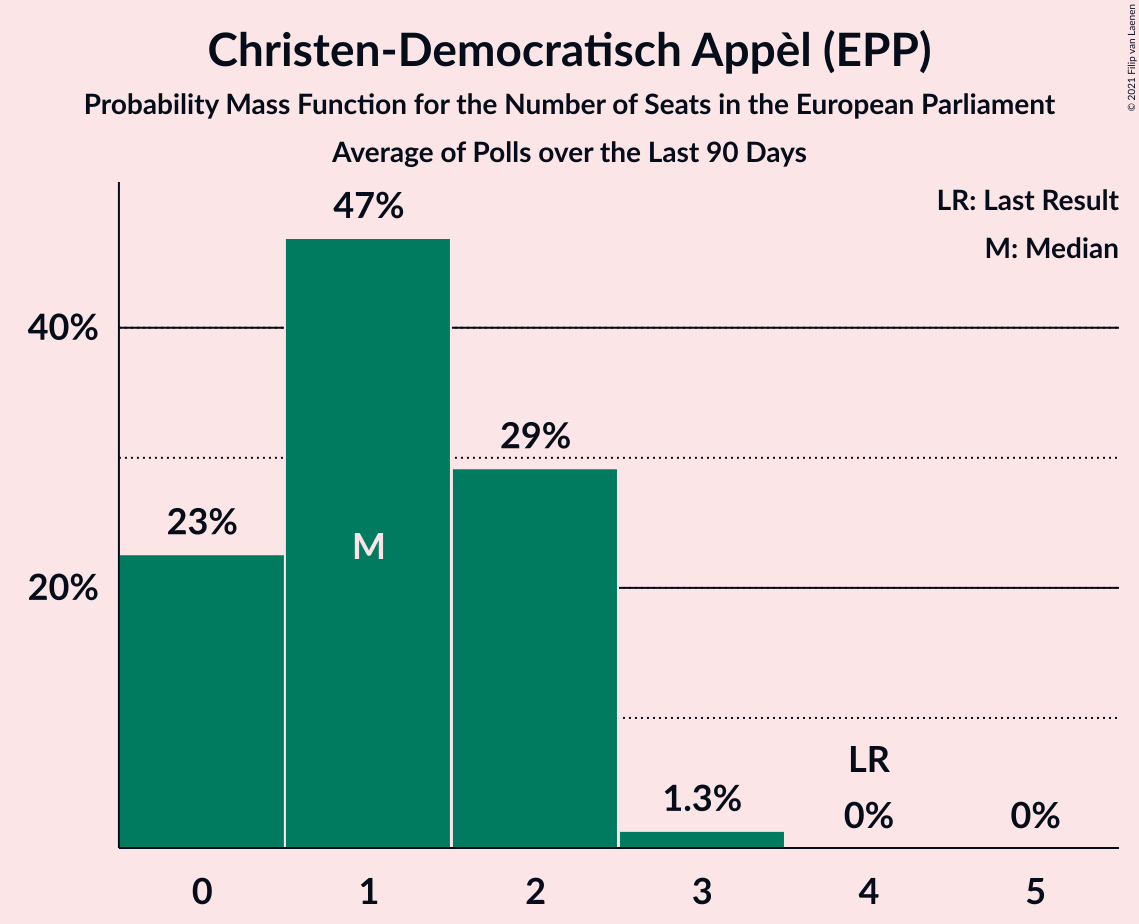 Christen-Democratisch Appèl (EPP)
Probability Mass Function for the Number of Seats in the European Parliament
Average of Polls over the Last 90 Days
© 2021 Filip van Laenen
LR: Last Result
M: Median
47%
40%
29%
23%
M
20%
LR
1.3%
0%
0%
0 1 2 3 4 5